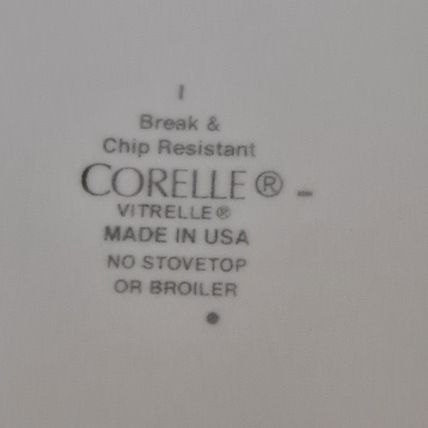 I
Break &
Chip Resistant
CORELLE® -
VITRELLE®
MADE IN USA
NO STOVETOP
OR BROILER